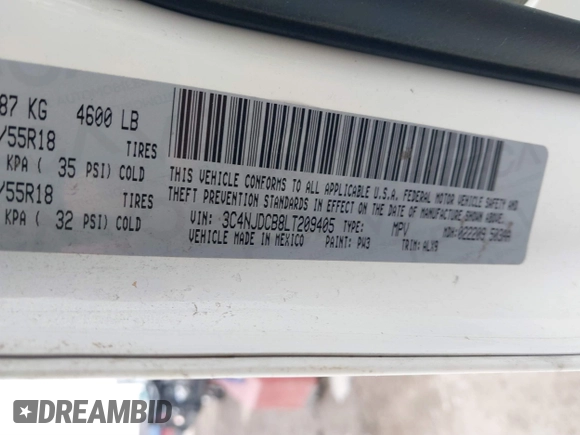 87 KG 4600 LB
/55R18 TIRES
KPA ( 35 PSI) COLD
/55R18 TIRES
KPA ( 32 PSI) COLD
THIS VEHICLE CONFORMS TO ALL APPLICABLE U.S.A. FEDERAL MOTOR VEHICLE SAFETY AND
THEFT PREVENTION STANDARDS IN EFFECT ON THE DATE OF MANUFACTURE SHOWN ABOVE.
VIN: 3C4NJDCB8LT209405 TYPE: MPV MDH:
VEHICLE MADE IN MEXICO PAINT: PW3 TRIM: ALX9
DREAMBID